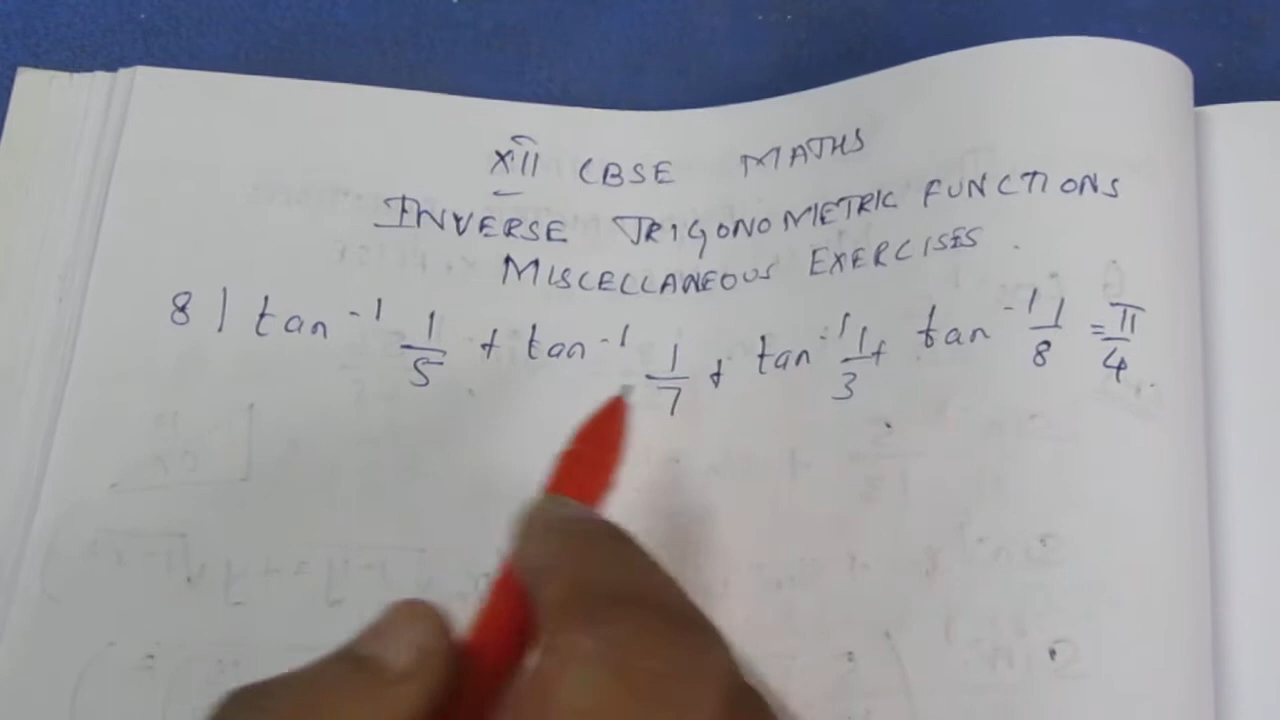 XII CBSE MATHS
INVERSE TRIGONOMETRIC FUNCTIONS
MISCELLANEOUS EXERCISES.
8) tan⁻¹ 1/5 + tan⁻¹ 1/7 + tan⁻¹ 1/3 + tan⁻¹ 1/8 = π/4.